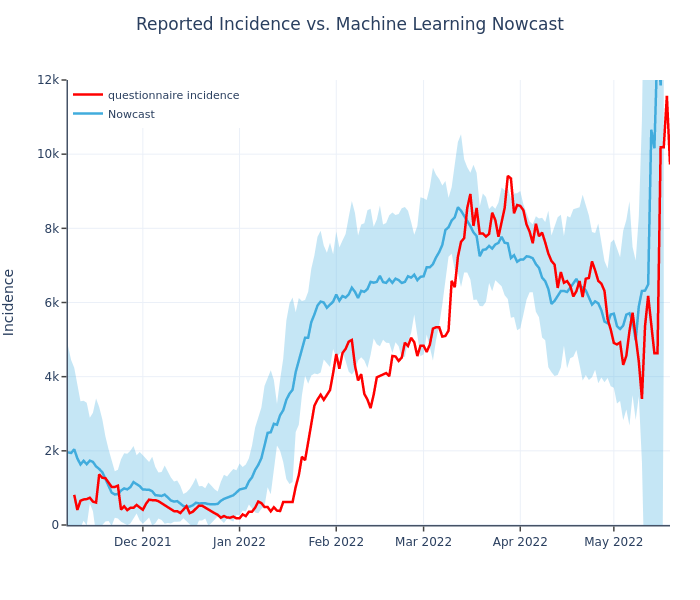 Reported Incidence vs. Machine Learning Nowcast
questionnaire incidence
Nowcast
Incidence
12k
10k
8k
6k
4k
2k
0
Dec 2021
Jan 2022
Feb 2022
Mar 2022
Apr 2022
May 2022